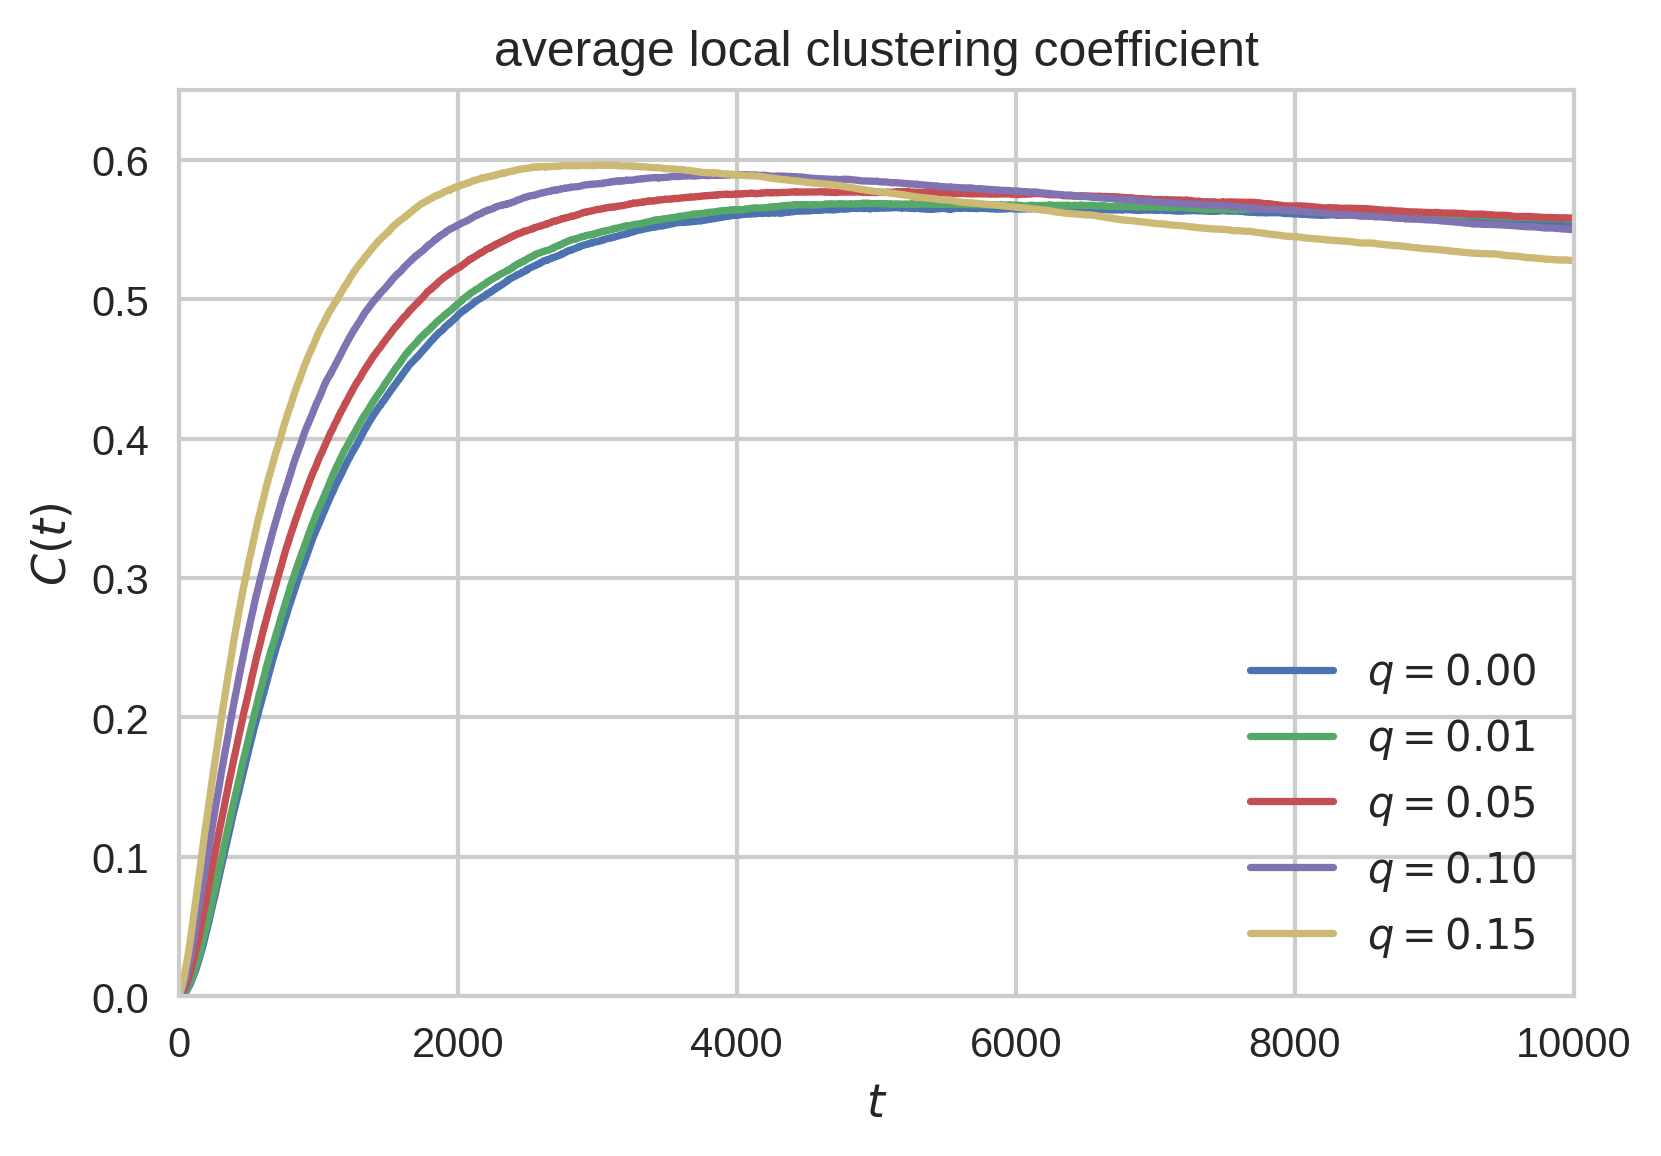 average local clustering coefficient
C(t)
0.6
0.5
0.4
0.3
0.2
0.1
0.0
0 2000 4000 6000 8000 10000
t
q = 0.00
q = 0.01
q = 0.05
q = 0.10
q = 0.15